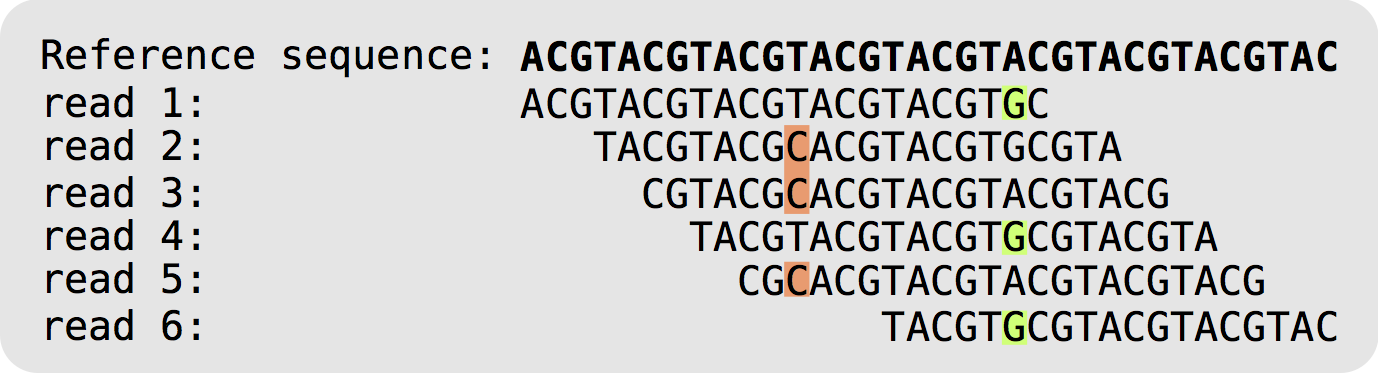 Reference sequence: ACGTACGTACGTACGTACGTACGTACGTACGTAC
read 1: ACGTACGTACGTACGTACGTGC
read 2: TACGTACGCACGTACGTGCGTA
read 3: CGTACGCACGTACGTACGTACG
read 4: TACGTACGTACGTGCGTACGTA
read 5: CGCACGTACGTACGTACGTACG
read 6: TACGTGCGTACGTACGTAC